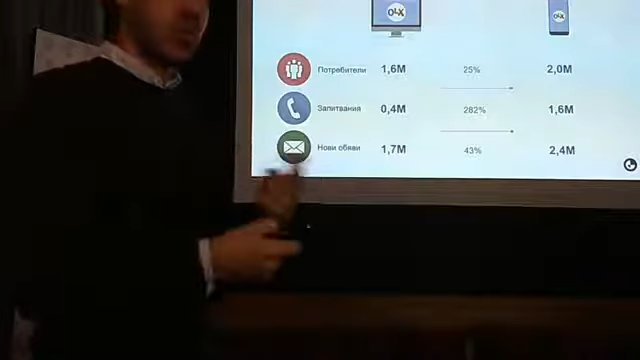 OLX OLX
Потребители 1,6M 25% 2,0M
Запитвания 0,4M 282% 1,6M
Нови обяви 1,7M 43% 2,4M